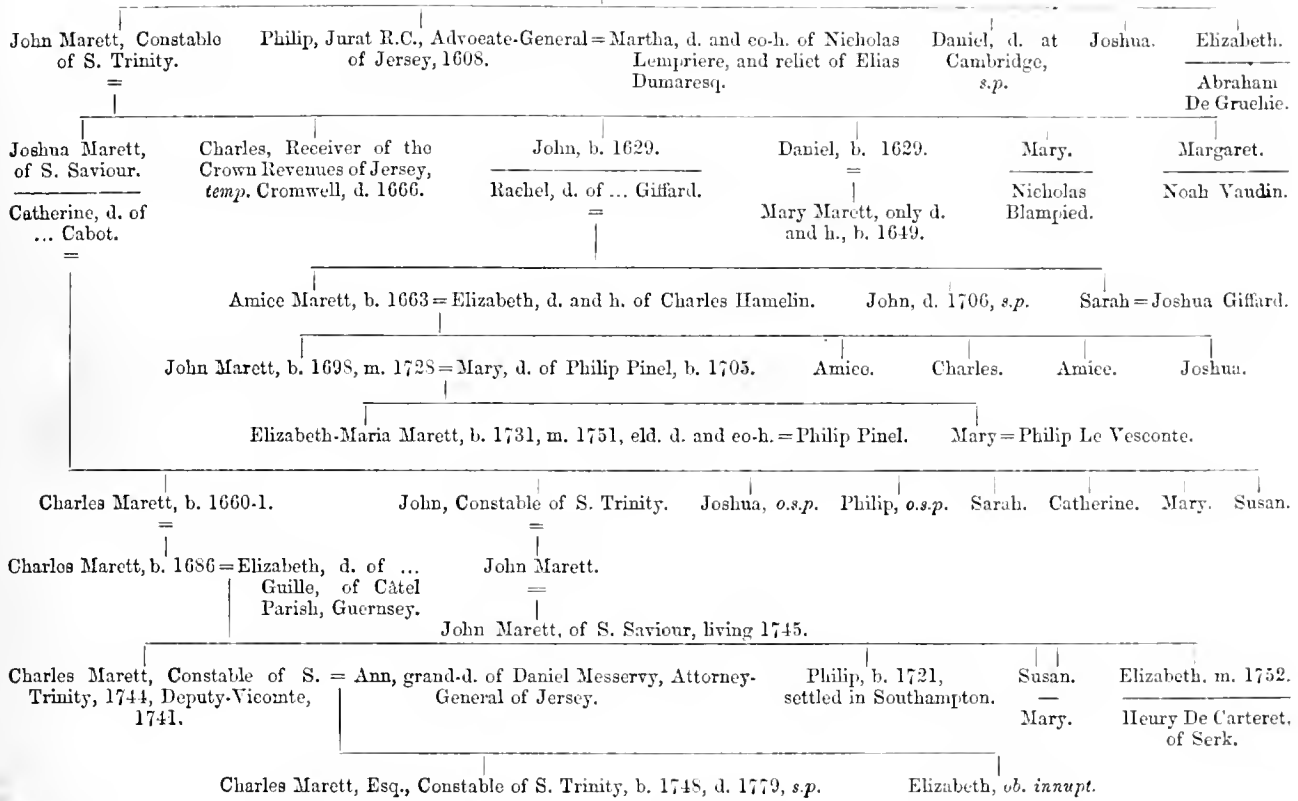 John Marett, Constable of S. Trinity.
=
Philip, Jurat R.C., Advocate-General of Jersey, 1608. = Martha, d. and co-h. of Nicholas Lempriere, and relict of Elias Dumaresq.
Daniel, d. at Cambridge, s.p.
Joshua.
Elizabeth.
Abraham De Gruchie.
Joshua Marett, of S. Saviour.
Catherine, d. of ... Cabot.
=
Charles, Receiver of the Crown Revenues of Jersey, temp. Cromwell, d. 1666.
John, b. 1629.
Rachel, d. of ... Giffard.
=
Daniel, b. 1629.
=
Mary Marett, only d. and h., b. 1649.
Mary.
Nicholas Blampied.
Margaret.
Noah Vaudin.
Amice Marett, b. 1663 = Elizabeth, d. and h. of Charles Hamelin.
John, d. 1706, s.p.
Sarah = Joshua Giffard.
John Marett, b. 1698, m. 1728 = Mary, d. of Philip Pinel, b. 1705.
Amice.
Charles.
Amice.
Joshua.
Elizabeth-Maria Marett, b. 1731, m. 1751, eld. d. and co-h. = Philip Pinel.
Mary = Philip Le Vesconte.
Charles Marett, b. 1660-1.
=
John, Constable of S. Trinity.
=
Joshua, o.s.p.
Philip, o.s.p.
Sarah.
Catherine.
Mary.
Susan.
Charles Marett, b. 1686 = Elizabeth, d. of ... Guille, of Câtel Parish, Guernsey.
John Marett.
=
John Marett, of S. Saviour, living 1745.
Charles Marett, Constable of S. Trinity, 1744, Deputy-Vicomte, 1741. = Ann, grand-d. of Daniel Messervy, Attorney-General of Jersey.
Philip, b. 1721, settled in Southampton.
Susan.
Mary.
Elizabeth. m. 1752.
Henry De Carteret, of Serk.
Charles Marett, Esq., Constable of S. Trinity, b. 1748, d. 1779, s.p.
Elizabeth, ob. innupt.